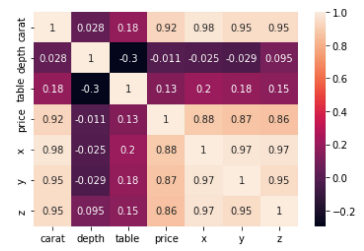 carat 1 0.028 0.18 0.92 0.98 0.95 0.95
depth 0.028 1 -0.3 -0.011 -0.025 -0.029 0.095
table 0.18 -0.3 1 0.13 0.2 0.18 0.15
price 0.92 -0.011 0.13 1 0.88 0.87 0.86
x 0.98 -0.025 0.2 0.88 1 0.97 0.97
y 0.95 -0.029 0.18 0.87 0.97 1 0.95
z 0.95 0.095 0.15 0.86 0.97 0.95 1
carat depth table price x y z
1.0
0.8
0.6
0.4
0.2
0.0
−0.2